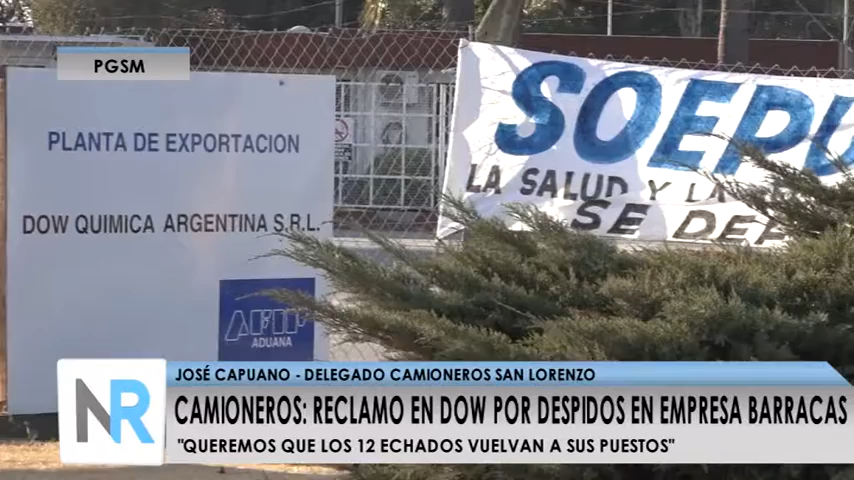 PGSM
PLANTA DE EXPORTACION
DOW QUIMICA ARGENTINA S.R.L.
AFIP
ADUANA
SOEPU
LA SALUD Y LA
SE
NR
JOSÉ CAPUANO - DELEGADO CAMIONEROS SAN LORENZO
CAMIONEROS: RECLAMO EN DOW POR DESPIDOS EN EMPRESA BARRACAS
"QUEREMOS QUE LOS 12 ECHADOS VUELVAN A SUS PUESTOS"